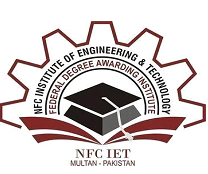 NFC INSTITUTE OF ENGINEERING & TECHNOLOGY
FEDERAL DEGREE AWARDING INSTITUTE
NFC IET
MULTAN - PAKISTAN